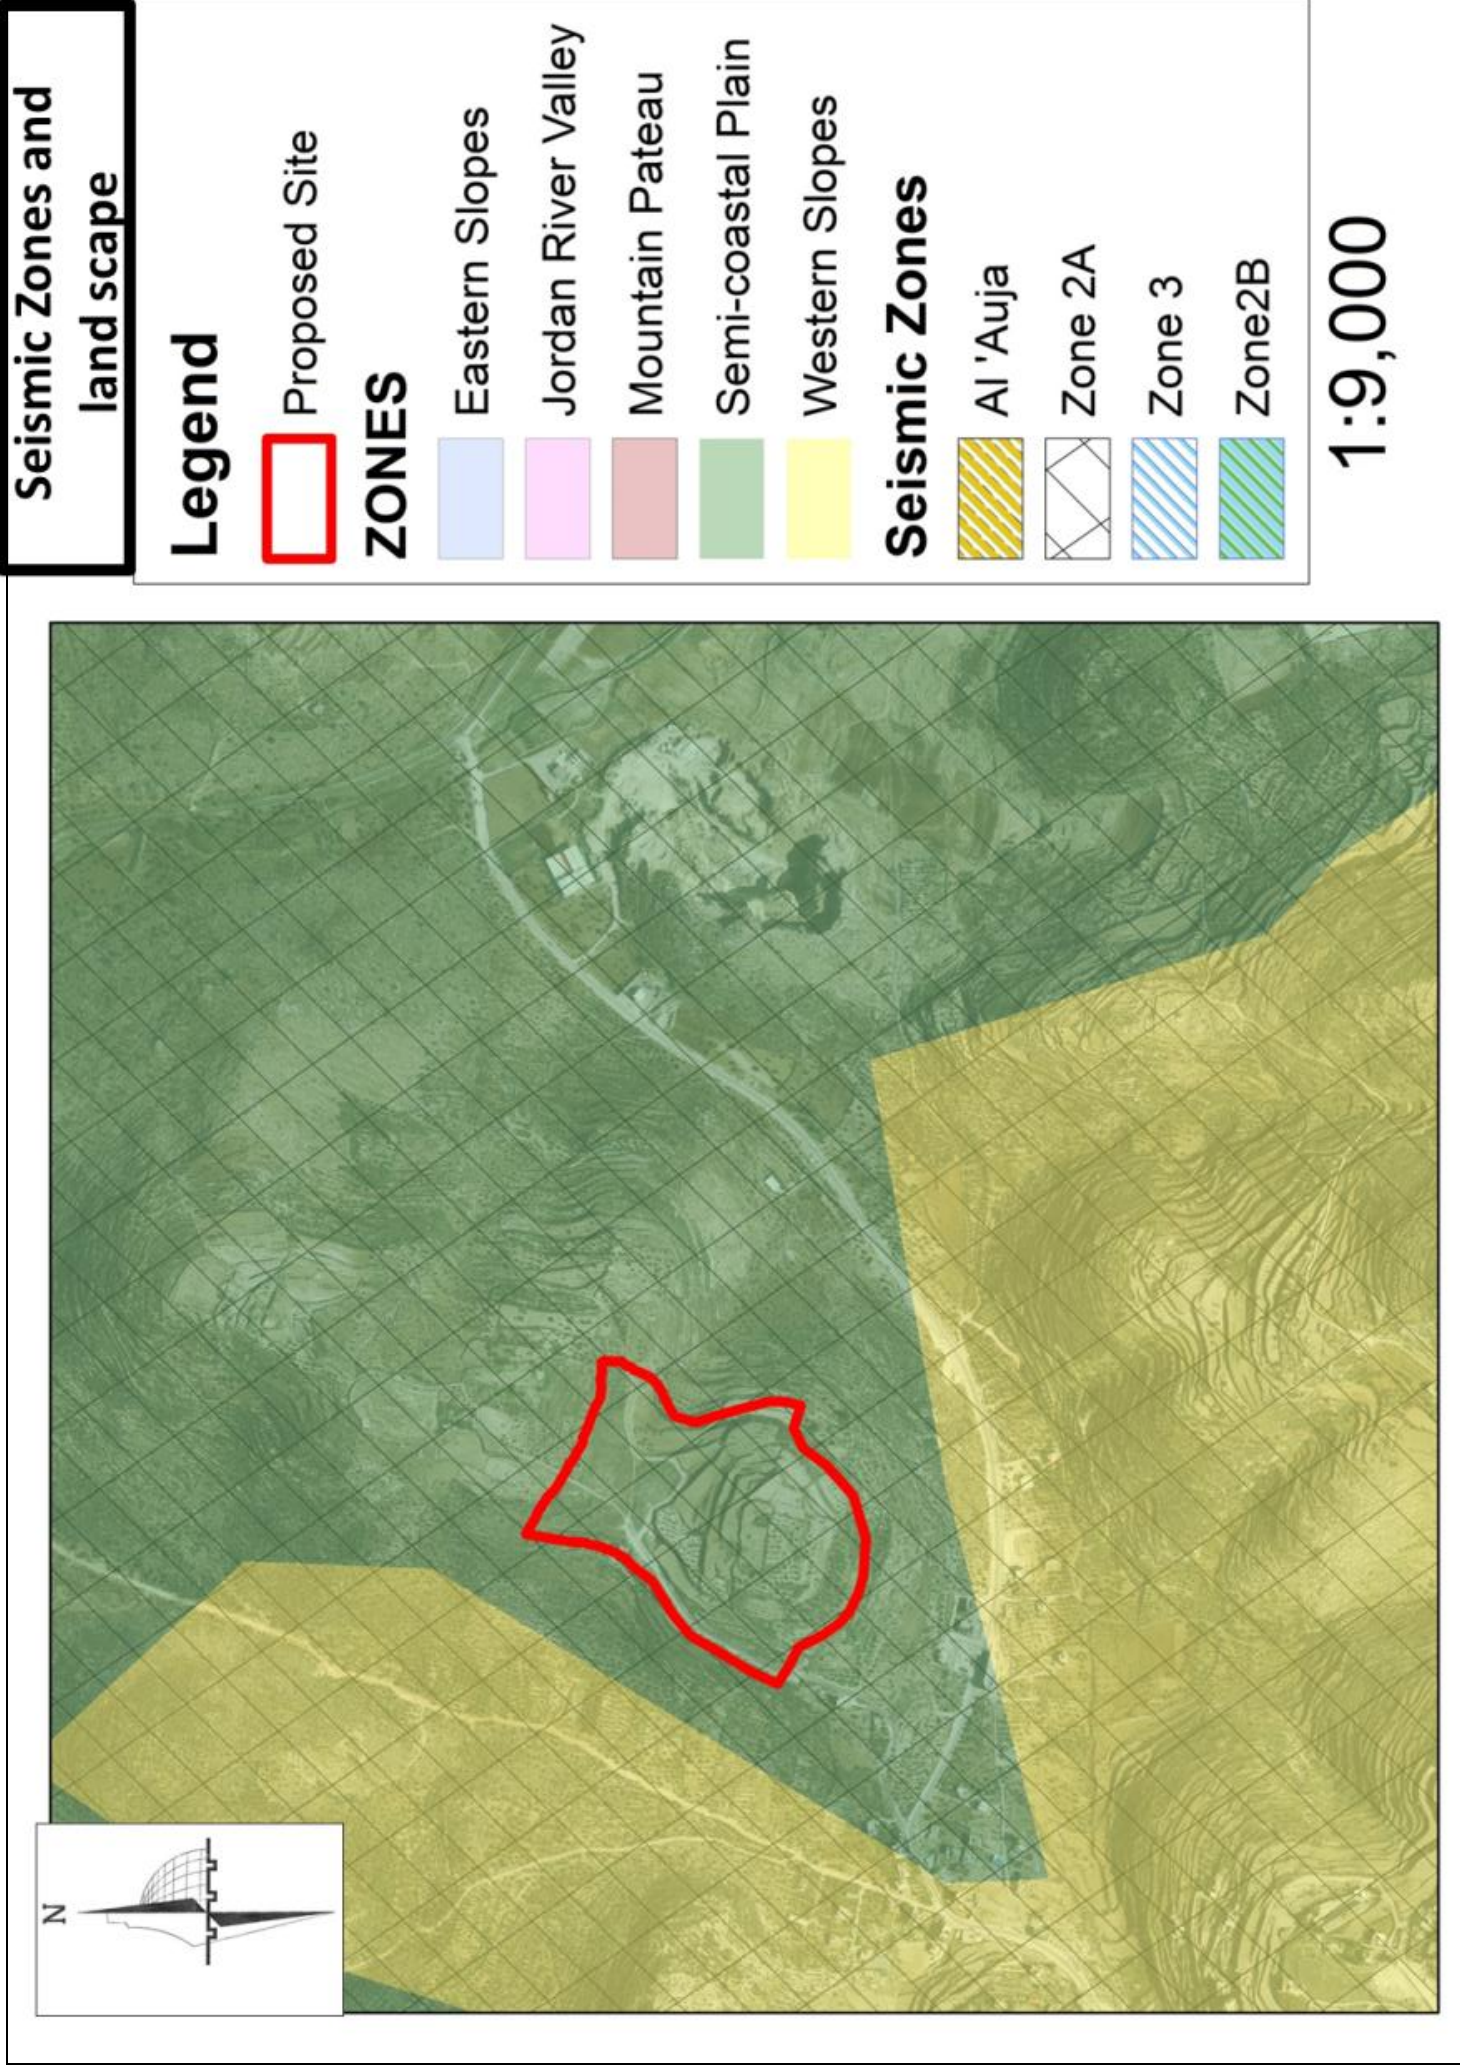 Seismic Zones and
land scape
Legend
Proposed Site
ZONES
Eastern Slopes
Jordan River Valley
Mountain Pateau
Semi-coastal Plain
Western Slopes
Seismic Zones
Al 'Auja
Zone 2A
Zone 3
Zone2B
1:9,000
N